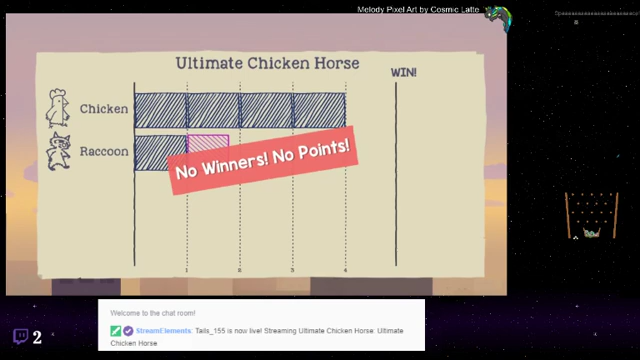 Melody Pixel Art by Cosmic Latte
Ultimate Chicken Horse
WIN!
Chicken
Raccoon
No Winners! No Points!
1
2
3
4
Welcome to the chat room!
StreamElements: Tails_155 is now live! Streaming Ultimate Chicken Horse: Ultimate
Chicken Horse
2